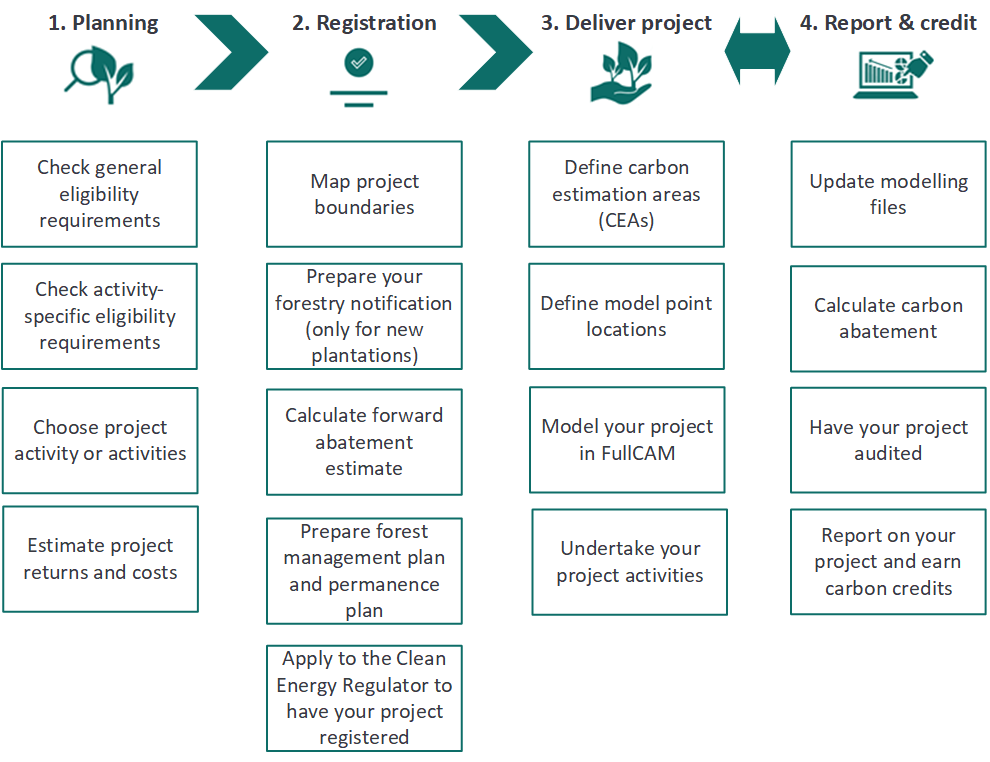 1. Planning
2. Registration
3. Deliver project
4. Report & credit
Check general
eligibility
requirements
Check activity-
specific eligibility
requirements
Choose project
activity or activities
Estimate project
returns and costs
Map project
boundaries
Prepare your
forestry notification
(only for new
plantations)
Calculate forward
abatement
estimate
Prepare forest
management plan
and permanence
plan
Apply to the Clean
Energy Regulator to
have your project
registered
Define carbon
estimation areas
(CEAs)
Define model point
locations
Model your project
in FullCAM
Undertake your
project activities
Update modelling
files
Calculate carbon
abatement
Have your project
audited
Report on your
project and earn
carbon credits